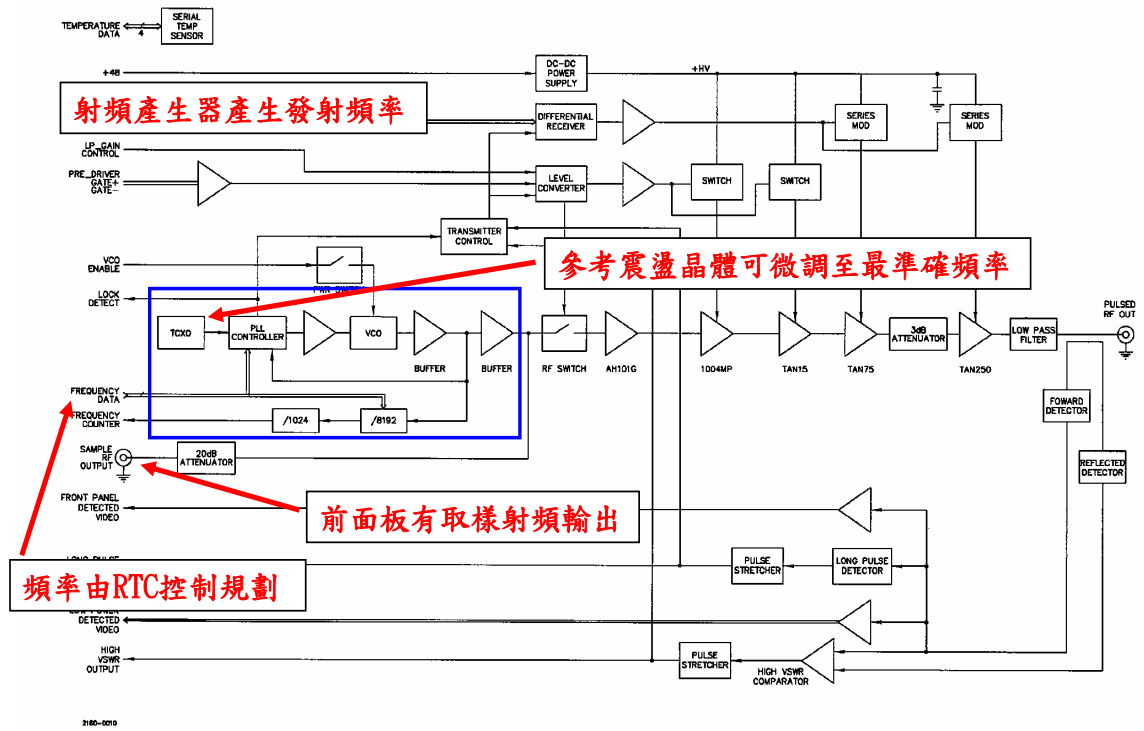 SERIAL
TEMP
SENSOR
TEMPERATURE
DATA
4
+48
DC-DC
POWER
SUPPLY
+HV
射頻產生器產生發射頻率
DIFFERENTIAL
RECEIVER
SERIES
MOD
SERIES
MOD
LP_GAIN
CONTROL
PRE_DRIVER
GATE+
GATE-
LEVEL
CONVERTER
SWITCH
SWITCH
TRANSMITTER
CONTROL
VCO
ENABLE
參考震盪晶體可微調至最準確頻率
LOCK
DETECT
TCXO
PLL
CONTROLLER
VCO
BUFFER
BUFFER
RF SWITCH
AH101G
1004MP
TAN15
TAN75
3dB
ATTENUATOR
TAN250
LOW PASS
FILTER
PULSED
RF OUT
FREQUENCY
DATA
FREQUENCY
COUNTER
/1024
/8192
FOWARD
DETECTOR
SAMPLE
RF
OUTPUT
20dB
ATTENUATOR
REFLECTED
DETECTOR
FRONT PANEL
DETECTED
VIDEO
前面板有取樣射頻輸出
頻率由RTC控制規劃
PULSE
STRETCHER
LONG PULSE
DETECTOR
DETECTED
VIDEO
HIGH
VSWR
OUTPUT
PULSE
STRETCHER
HIGH VSWR
COMPARATOR
2160-0010